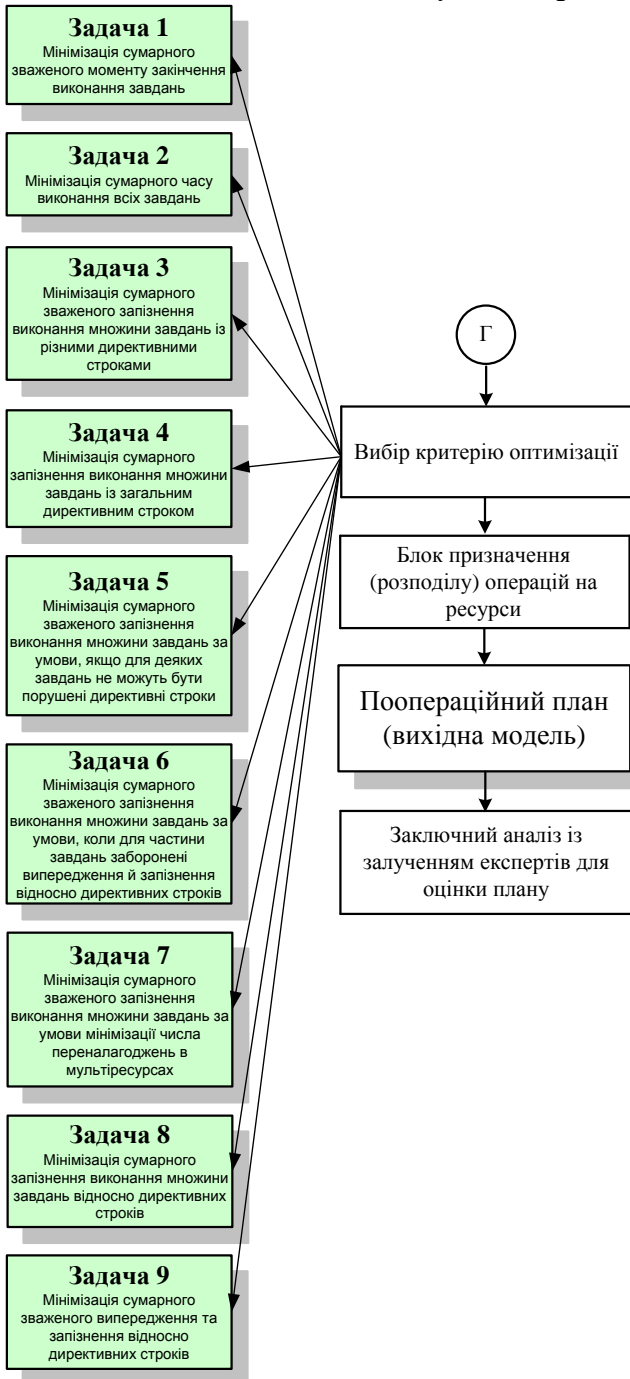 Задача 1
Мінімізація сумарного
зваженого моменту закінчення
виконання завдань
Задача 2
Мінімізація сумарного часу
виконання всіх завдань
Задача 3
Мінімізація сумарного
зваженого запізнення
виконання множини завдань із
різними директивними
строками
Задача 4
Мінімізація сумарного
запізнення виконання множини
завдань із загальним
директивним строком
Задача 5
Мінімізація сумарного
зваженого запізнення
виконання множини завдань за
умови, якщо для деяких
завдань не можуть бути
порушені директивні строки
Задача 6
Мінімізація сумарного
зваженого запізнення
виконання множини завдань за
умови, коли для частини
завдань заборонені
випередження й запізнення
відносно директивних строків
Задача 7
Мінімізація сумарного
зваженого запізнення
виконання множини завдань за
умови мінімізації числа
переналагоджень в
мультіресурсах
Задача 8
Мінімізація сумарного
запізнення виконання множини
завдань відносно директивних
строків
Задача 9
Мінімізація сумарного
зваженого випередження та
запізнення відносно
директивних строків
Г
Вибір критерію оптимізації
Блок призначення
(розподілу) операцій на
ресурси
Поопераційний план
(вихідна модель)
Заключний аналіз із
залученням експертів для
оцінки плану